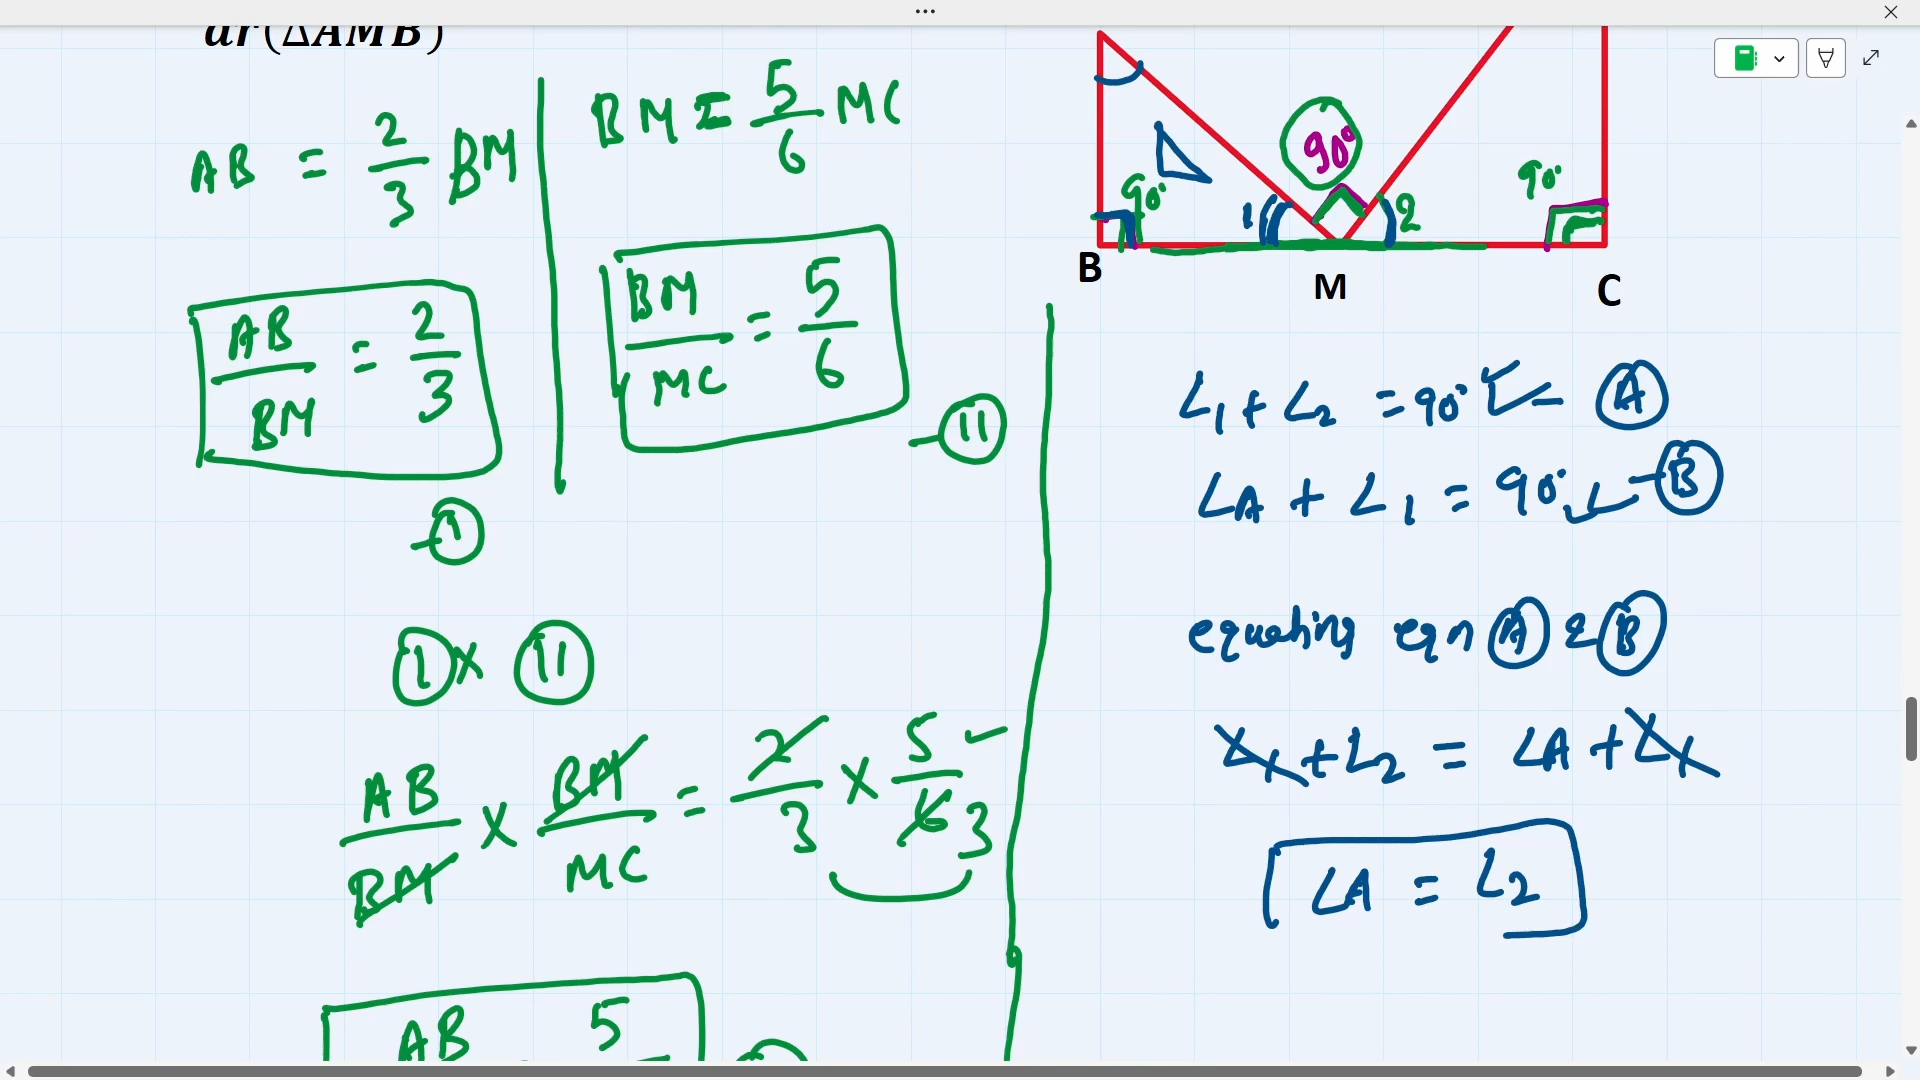 ar(ΔAMB)
AB = 2/3 BM
BM = 5/6 MC
AB/BM = 2/3
I
BM/MC = 5/6
II
I × II
AB/BM × BM/MC = 2/3 × 5/6 3
AB 5
90°
90°
90°
1
2
B
M
C
∠1 + ∠2 = 90° A
∠A + ∠1 = 90° B
equating eqn A & B
∠1 + ∠2 = ∠A + ∠1
∠A = ∠2